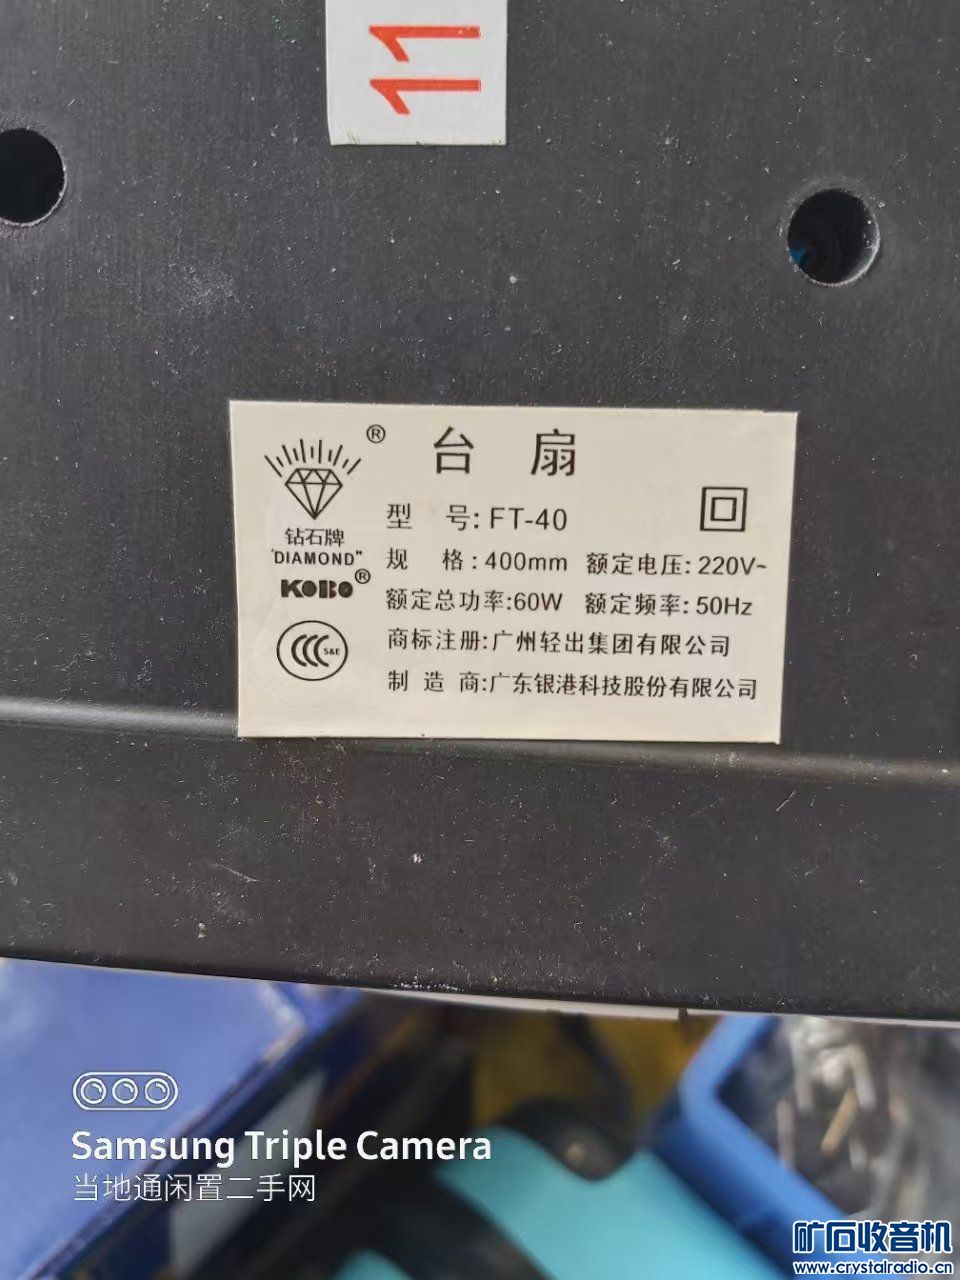 11
®
台扇
钻石牌
"DIAMOND"
KOBO®
S&E
型号: FT-40
规格: 400mm 额定电压: 220V~
额定总功率:60W 额定频率: 50Hz
商标注册:广州轻出集团有限公司
制造商:广东银港科技股份有限公司
Samsung Triple Camera
当地通闲置二手网
矿石收音机
www.crystalradio.cn